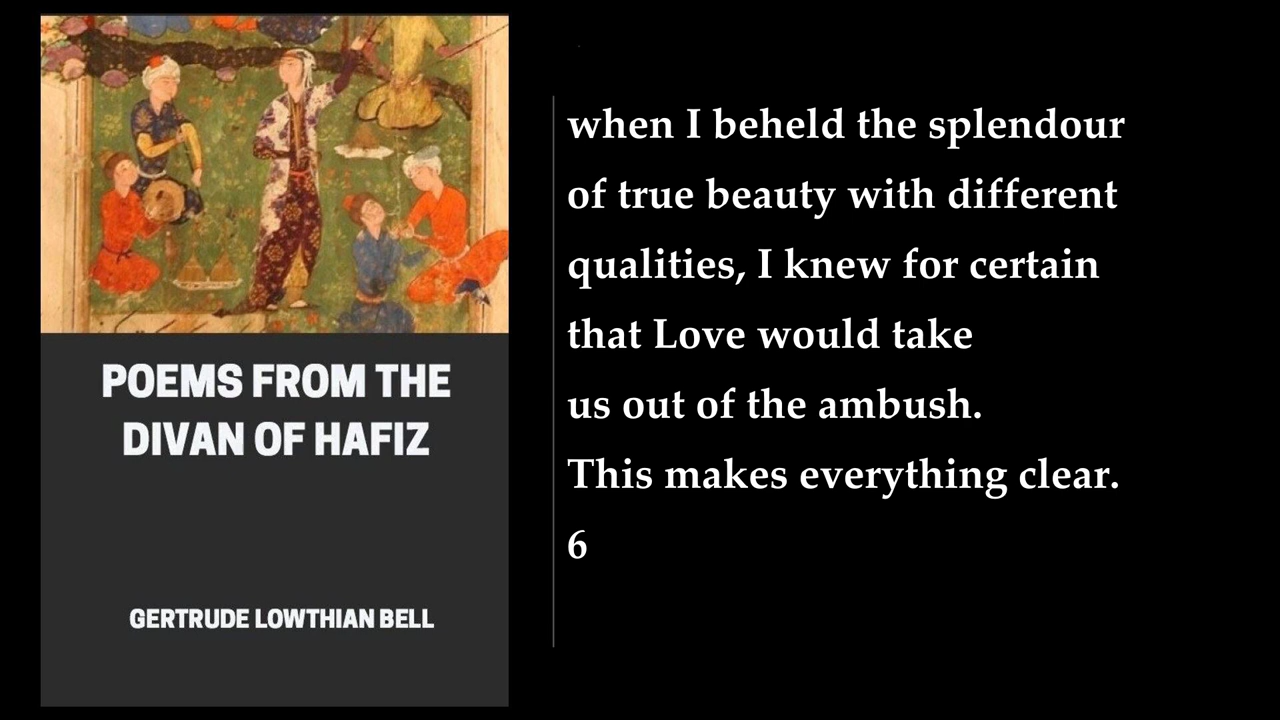 POEMS FROM THE
DIVAN OF HAFIZ
GERTRUDE LOWTHIAN BELL
when I beheld the splendour
of true beauty with different
qualities, I knew for certain
that Love would take
us out of the ambush.
This makes everything clear.
6